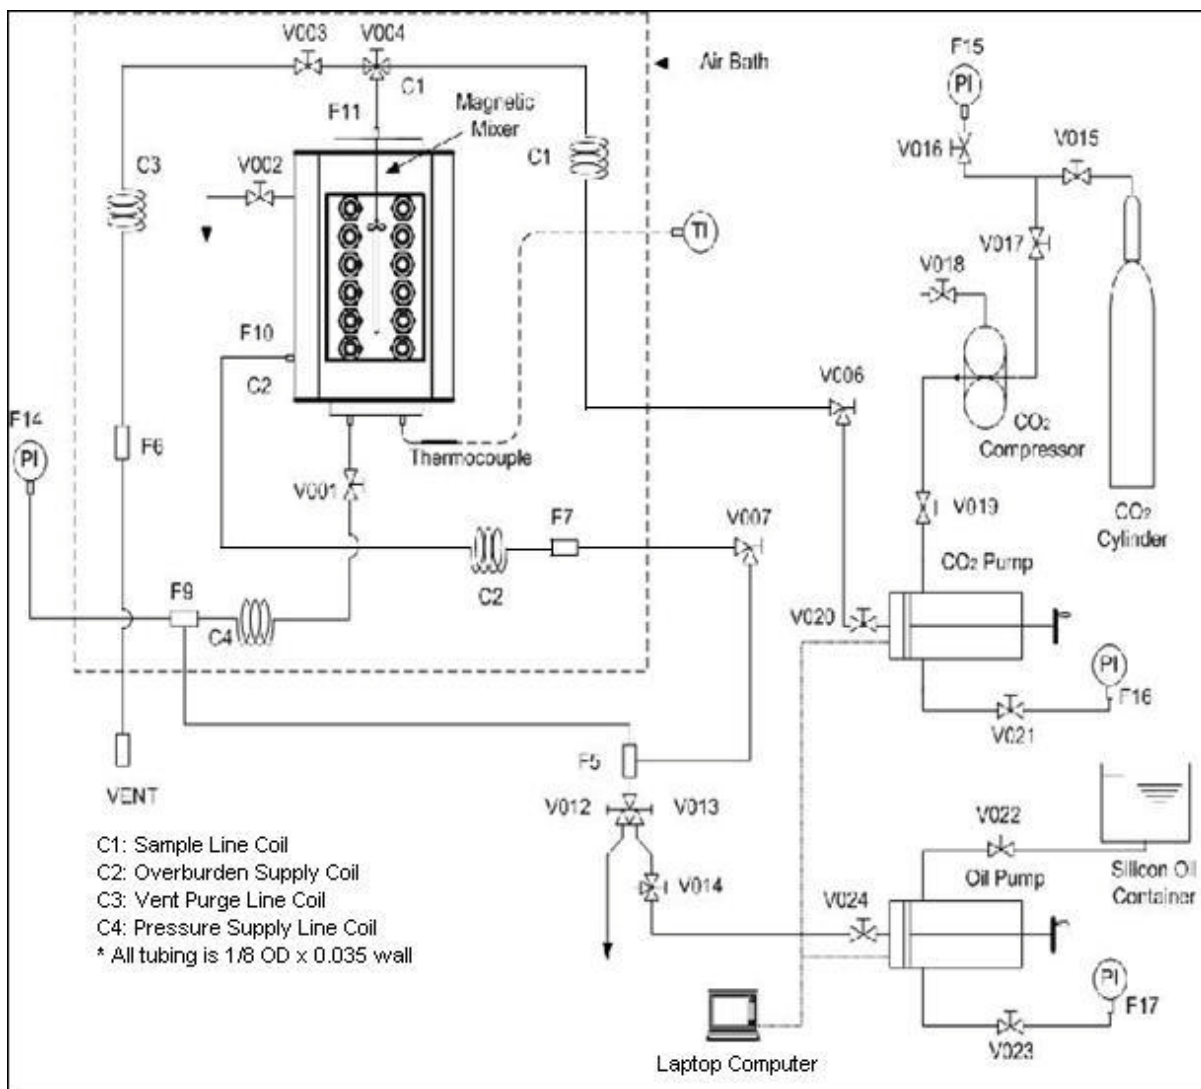 V003
V004
F15
PI
Air Bath
C1
F11
Magnetic
Mixer
V016
V015
C3
V002
C1
TI
V017
V018
F10
C2
V006
CO₂
Compressor
F14
PI
F6
Thermocouple
V001
F7
V007
V019
CO₂
Cylinder
C2
CO₂ Pump
F9
C4
V020
PI
F16
V021
F5
VENT
V012
V013
V022
C1: Sample Line Coil
C2: Overburden Supply Coil
C3: Vent Purge Line Coil
C4: Pressure Supply Line Coil
* All tubing is 1/8 OD x 0.035 wall
V014
Oil Pump
Silicon Oil
Container
V024
PI
F17
V023
Laptop Computer